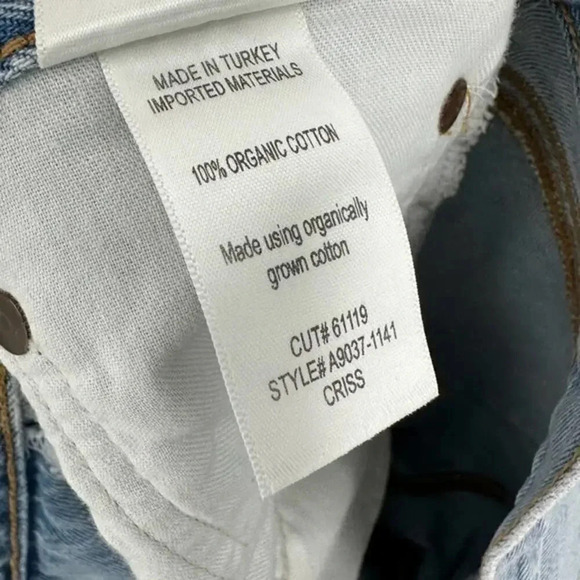 MADE IN TURKEY
IMPORTED MATERIALS
100% ORGANIC COTTON
Made using organically
grown cotton
CUT# 61119
STYLE# A9037-1141
CRISS